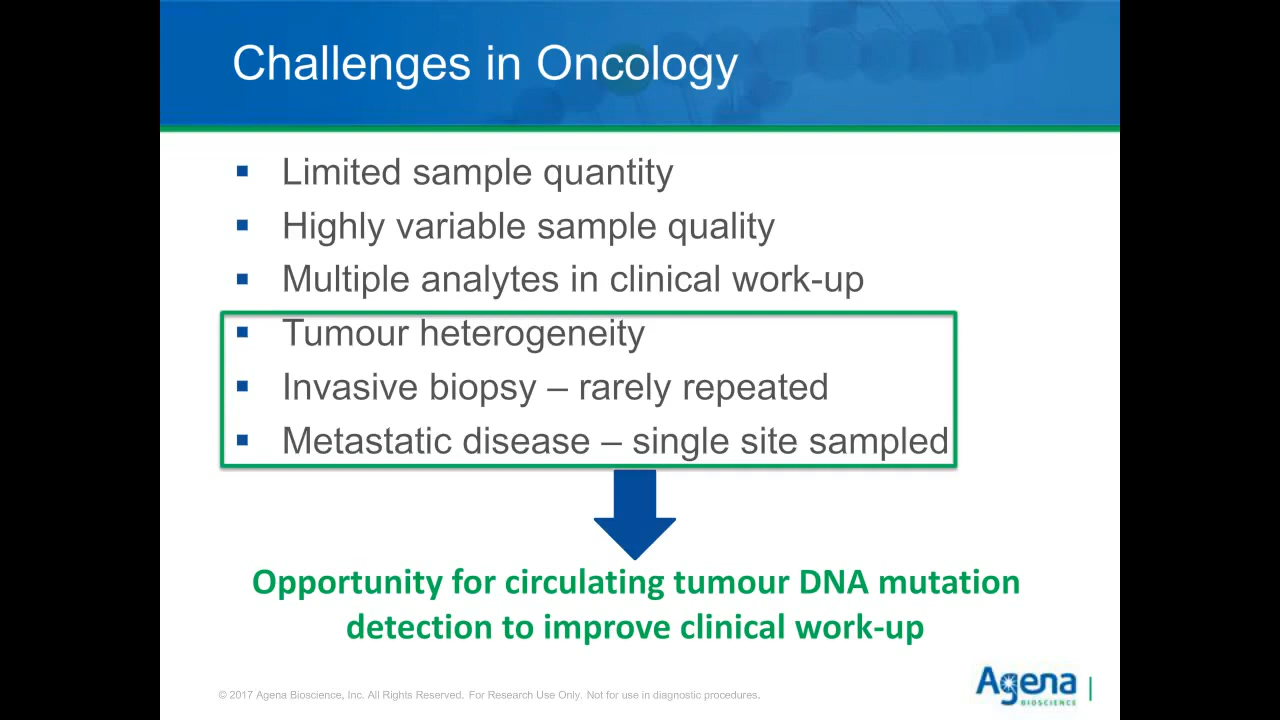 Challenges in Oncology
▪ Limited sample quantity
▪ Highly variable sample quality
▪ Multiple analytes in clinical work-up
▪ Tumour heterogeneity
▪ Invasive biopsy – rarely repeated
▪ Metastatic disease – single site sampled
Opportunity for circulating tumour DNA mutation
detection to improve clinical work-up
© 2017 Agena Bioscience, Inc. All Rights Reserved. For Research Use Only. Not for use in diagnostic procedures.
Agena
BIOSCIENCE